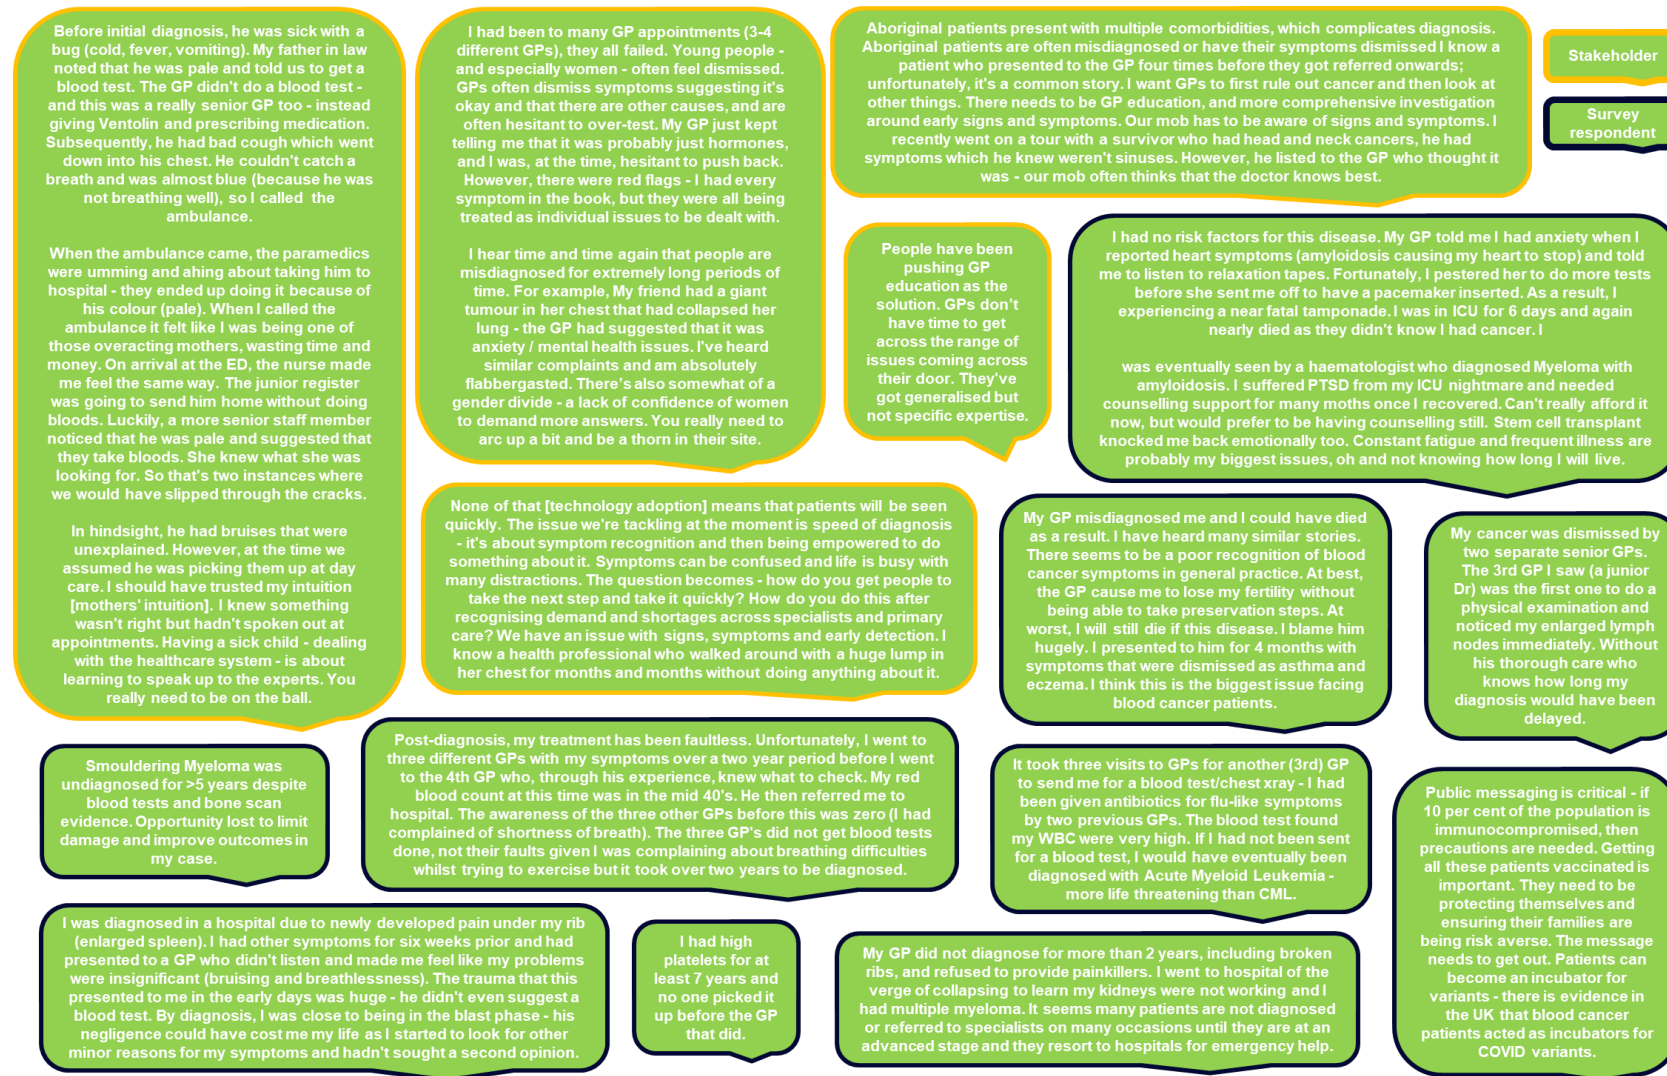 Before initial diagnosis, he was sick with a
bug (cold, fever, vomiting). My father in law
noted that he was pale and told us to get a
blood test. The GP didn't do a blood test -
and this was a really senior GP too - instead
giving Ventolin and prescribing medication.
Subsequently, he had bad cough which went
down into his chest. He couldn't catch a
breath and was almost blue (because he was
not breathing well), so I called the
ambulance.
When the ambulance came, the paramedics
were umming and ahing about taking him to
hospital - they ended up doing it because of
his colour (pale). When I called the
ambulance it felt like I was being one of
those overacting mothers, wasting time and
money. On arrival at the ED, the nurse made
me feel the same way. The junior register
was going to send him home without doing
bloods. Luckily, a more senior staff member
noticed that he was pale and suggested that
they take bloods. She knew what she was
looking for. So that's two instances where
we would have slipped through the cracks.
In hindsight, he had bruises that were
unexplained. However, at the time we
assumed he was picking them up at day
care. I should have trusted my intuition
[mothers' intuition]. I knew something
wasn't right but hadn't spoken out at
appointments. Having a sick child - dealing
with the healthcare system - is about
learning to speak up to the experts. You
really need to be on the ball.
I had been to many GP appointments (3-4
different GPs), they all failed. Young people -
and especially women - often feel dismissed.
GPs often dismiss symptoms suggesting it's
okay and that there are other causes, and are
often hesitant to over-test. My GP just kept
telling me that it was probably just hormones,
and I was, at the time, hesitant to push back.
However, there were red flags - I had every
symptom in the book, but they were all being
treated as individual issues to be dealt with.
I hear time and time again that people are
misdiagnosed for extremely long periods of
time. For example, My friend had a giant
tumour in her chest that had collapsed her
lung - the GP had suggested that it was
anxiety / mental health issues. I've heard
similar complaints and am absolutely
flabbergasted. There's also somewhat of a
gender divide - a lack of confidence of women
to demand more answers. You really need to
arc up a bit and be a thorn in their site.
Aboriginal patients present with multiple comorbidities, which complicates diagnosis.
Aboriginal patients are often misdiagnosed or have their symptoms dismissed I know a
patient who presented to the GP four times before they got referred onwards;
unfortunately, it's a common story. I want GPs to first rule out cancer and then look at
other things. There needs to be GP education, and more comprehensive investigation
around early signs and symptoms. Our mob has to be aware of signs and symptoms. I
recently went on a tour with a survivor who had head and neck cancers, he had
symptoms which he knew weren't sinuses. However, he listed to the GP who thought it
was - our mob often thinks that the doctor knows best.
Stakeholder
Survey
respondent
People have been
pushing GP
education as the
solution. GPs don't
have time to get
across the range of
issues coming across
their door. They've
got generalised but
not specific expertise.
I had no risk factors for this disease. My GP told me I had anxiety when I
reported heart symptoms (amyloidosis causing my heart to stop) and told
me to listen to relaxation tapes. Fortunately, I pestered her to do more tests
before she sent me off to have a pacemaker inserted. As a result, I
experiencing a near fatal tamponade. I was in ICU for 6 days and again
nearly died as they didn't know I had cancer. I
was eventually seen by a haematologist who diagnosed Myeloma with
amyloidosis. I suffered PTSD from my ICU nightmare and needed
counselling support for many moths once I recovered. Can't really afford it
now, but would prefer to be having counselling still. Stem cell transplant
knocked me back emotionally too. Constant fatigue and frequent illness are
probably my biggest issues, oh and not knowing how long I will live.
None of that [technology adoption] means that patients will be seen
quickly. The issue we're tackling at the moment is speed of diagnosis
- it's about symptom recognition and then being empowered to do
something about it. Symptoms can be confused and life is busy with
many distractions. The question becomes - how do you get people to
take the next step and take it quickly? How do you do this after
recognising demand and shortages across specialists and primary
care? We have an issue with signs, symptoms and early detection. I
know a health professional who walked around with a huge lump in
her chest for months and months without doing anything about it.
My GP misdiagnosed me and I could have died
as a result. I have heard many similar stories.
There seems to be a poor recognition of blood
cancer symptoms in general practice. At best,
the GP cause me to lose my fertility without
being able to take preservation steps. At
worst, I will still die if this disease. I blame him
hugely. I presented to him for 4 months with
symptoms that were dismissed as asthma and
eczema. I think this is the biggest issue facing
blood cancer patients.
My cancer was dismissed by
two separate senior GPs.
The 3rd GP I saw (a junior
Dr) was the first one to do a
physical examination and
noticed my enlarged lymph
nodes immediately. Without
his thorough care who
knows how long my
diagnosis would have been
delayed.
Smouldering Myeloma was
undiagnosed for >5 years despite
blood tests and bone scan
evidence. Opportunity lost to limit
damage and improve outcomes in
my case.
Post-diagnosis, my treatment has been faultless. Unfortunately, I went to
three different GPs with my symptoms over a two year period before I went
to the 4th GP who, through his experience, knew what to check. My red
blood count at this time was in the mid 40's. He then referred me to
hospital. The awareness of the three other GPs before this was zero (I had
complained of shortness of breath). The three GP's did not get blood tests
done, not their faults given I was complaining about breathing difficulties
whilst trying to exercise but it took over two years to be diagnosed.
It took three visits to GPs for another (3rd) GP
to send me for a blood test/chest xray - I had
been given antibiotics for flu-like symptoms
by two previous GPs. The blood test found
my WBC were very high. If I had not been sent
for a blood test, I would have eventually been
diagnosed with Acute Myeloid Leukemia -
more life threatening than CML.
Public messaging is critical - if
10 per cent of the population is
immunocompromised, then
precautions are needed. Getting
all these patients vaccinated is
important. They need to be
protecting themselves and
ensuring their families are
being risk averse. The message
needs to get out. Patients can
become an incubator for
variants - there is evidence in
the UK that blood cancer
patients acted as incubators for
COVID variants.
I was diagnosed in a hospital due to newly developed pain under my rib
(enlarged spleen). I had other symptoms for six weeks prior and had
presented to a GP who didn't listen and made me feel like my problems
were insignificant (bruising and breathlessness). The trauma that this
presented to me in the early days was huge - he didn't even suggest a
blood test. By diagnosis, I was close to being in the blast phase - his
negligence could have cost me my life as I started to look for other
minor reasons for my symptoms and hadn't sought a second opinion.
I had high
platelets for at
least 7 years and
no one picked it
up before the GP
that did.
My GP did not diagnose for more than 2 years, including broken
ribs, and refused to provide painkillers. I went to hospital of the
verge of collapsing to learn my kidneys were not working and I
had multiple myeloma. It seems many patients are not diagnosed
or referred to specialists on many occasions until they are at an
advanced stage and they resort to hospitals for emergency help.